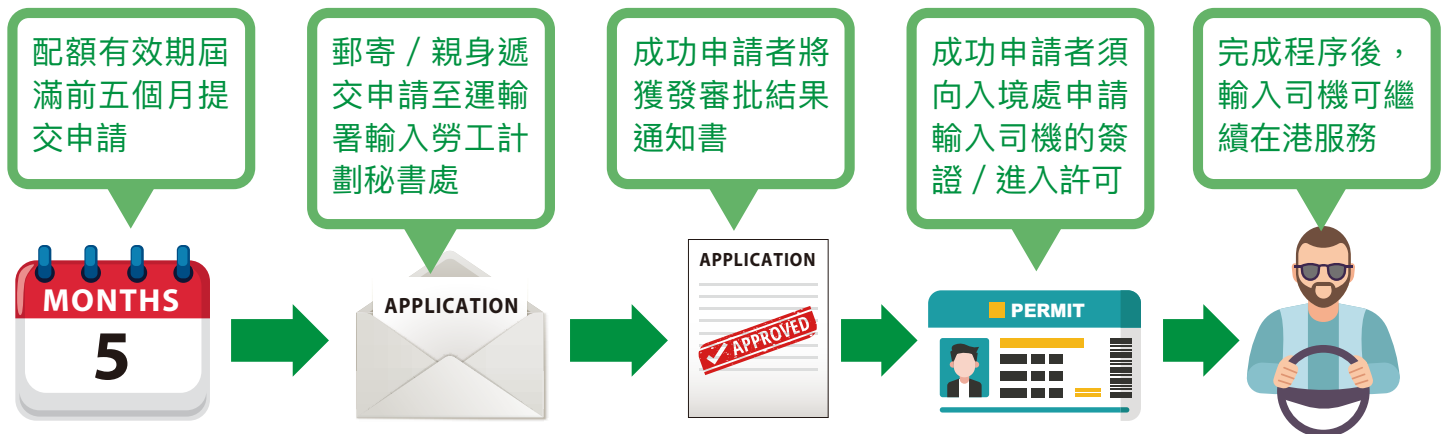 配額有效期屆
滿前五個月提
交申請
郵寄 / 親身遞
交申請至運輸
署輸入勞工計
劃秘書處
成功申請者將
獲發審批結果
通知書
成功申請者須
向入境處申請
輸入司機的簽
證 / 進入許可
完成程序後，
輸入司機可繼
續在港服務
MONTHS
5
APPLICATION
APPLICATION
APPROVED
PERMIT